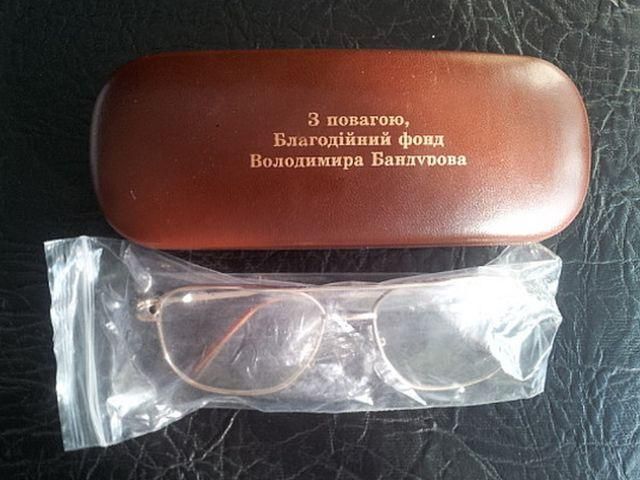 З повагою,
Благодійний фонд
Володимира Бандурова